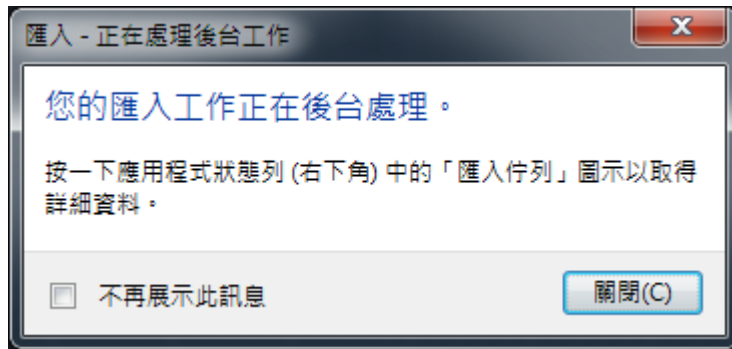 匯入 - 正在處理後台工作
您的匯入工作正在後台處理。
按一下應用程式狀態列 (右下角) 中的「匯入佇列」圖示以取得
詳細資料。
不再展示此訊息
關閉(C)